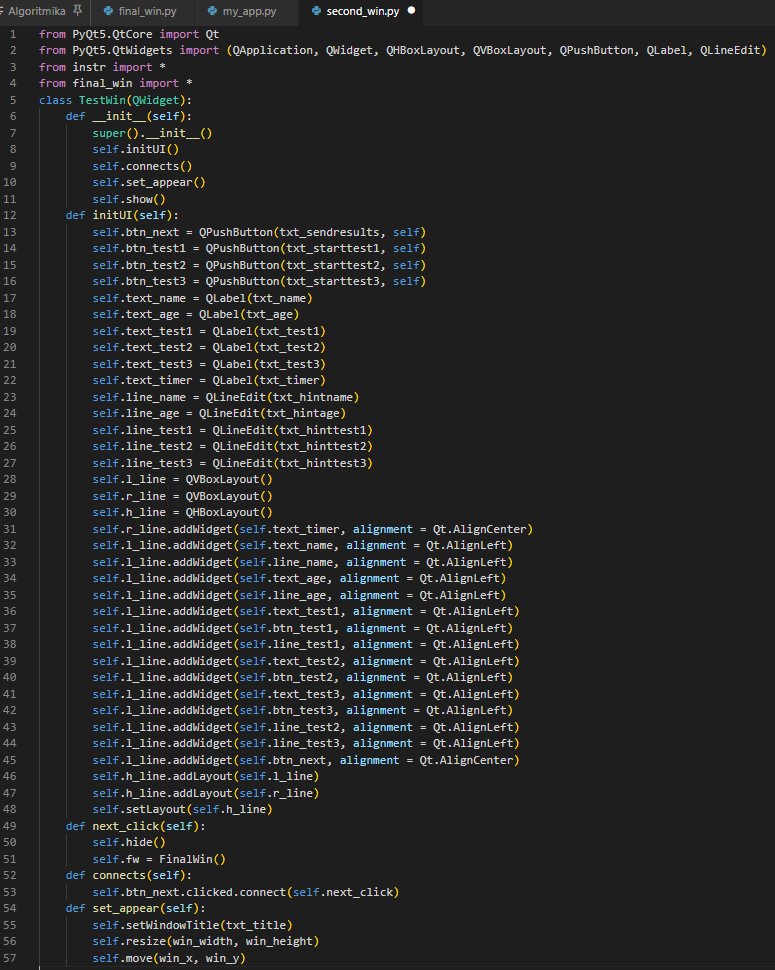 Algoritmika final_win.py my_app.py second_win.py
1 from PyQt5.QtCore import Qt
2 from PyQt5.QtWidgets import (QApplication, QWidget, QHBoxLayout, QVBoxLayout, QPushButton, QLabel, QLineEdit)
3 from instr import *
4 from final_win import *
5 class TestWin(QWidget):
6     def __init__(self):
7         super().__init__()
8         self.initUI()
9         self.connects()
10         self.set_appear()
11         self.show()
12     def initUI(self):
13         self.btn_next = QPushButton(txt_sendresults, self)
14         self.btn_test1 = QPushButton(txt_starttest1, self)
15         self.btn_test2 = QPushButton(txt_starttest2, self)
16         self.btn_test3 = QPushButton(txt_starttest3, self)
17         self.text_name = QLabel(txt_name)
18         self.text_age = QLabel(txt_age)
19         self.text_test1 = QLabel(txt_test1)
20         self.text_test2 = QLabel(txt_test2)
21         self.text_test3 = QLabel(txt_test3)
22         self.text_timer = QLabel(txt_timer)
23         self.line_name = QLineEdit(txt_hintname)
24         self.line_age = QLineEdit(txt_hintage)
25         self.line_test1 = QLineEdit(txt_hinttest1)
26         self.line_test2 = QLineEdit(txt_hinttest2)
27         self.line_test3 = QLineEdit(txt_hinttest3)
28         self.l_line = QVBoxLayout()
29         self.r_line = QVBoxLayout()
30         self.h_line = QHBoxLayout()
31         self.r_line.addWidget(self.text_timer, alignment = Qt.AlignCenter)
32         self.l_line.addWidget(self.text_name, alignment = Qt.AlignLeft)
33         self.l_line.addWidget(self.line_name, alignment = Qt.AlignLeft)
34         self.l_line.addWidget(self.text_age, alignment = Qt.AlignLeft)
35         self.l_line.addWidget(self.line_age, alignment = Qt.AlignLeft)
36         self.l_line.addWidget(self.text_test1, alignment = Qt.AlignLeft)
37         self.l_line.addWidget(self.btn_test1, alignment = Qt.AlignLeft)
38         self.l_line.addWidget(self.line_test1, alignment = Qt.AlignLeft)
39         self.l_line.addWidget(self.text_test2, alignment = Qt.AlignLeft)
40         self.l_line.addWidget(self.btn_test2, alignment = Qt.AlignLeft)
41         self.l_line.addWidget(self.text_test3, alignment = Qt.AlignLeft)
42         self.l_line.addWidget(self.btn_test3, alignment = Qt.AlignLeft)
43         self.l_line.addWidget(self.line_test2, alignment = Qt.AlignLeft)
44         self.l_line.addWidget(self.line_test3, alignment = Qt.AlignLeft)
45         self.l_line.addWidget(self.btn_next, alignment = Qt.AlignCenter)
46         self.h_line.addLayout(self.l_line)
47         self.h_line.addLayout(self.r_line)
48         self.setLayout(self.h_line)
49     def next_click(self):
50         self.hide()
51         self.fw = FinalWin()
52     def connects(self):
53         self.btn_next.clicked.connect(self.next_click)
54     def set_appear(self):
55         self.setWindowTitle(txt_title)
56         self.resize(win_width, win_height)
57         self.move(win_x, win_y)